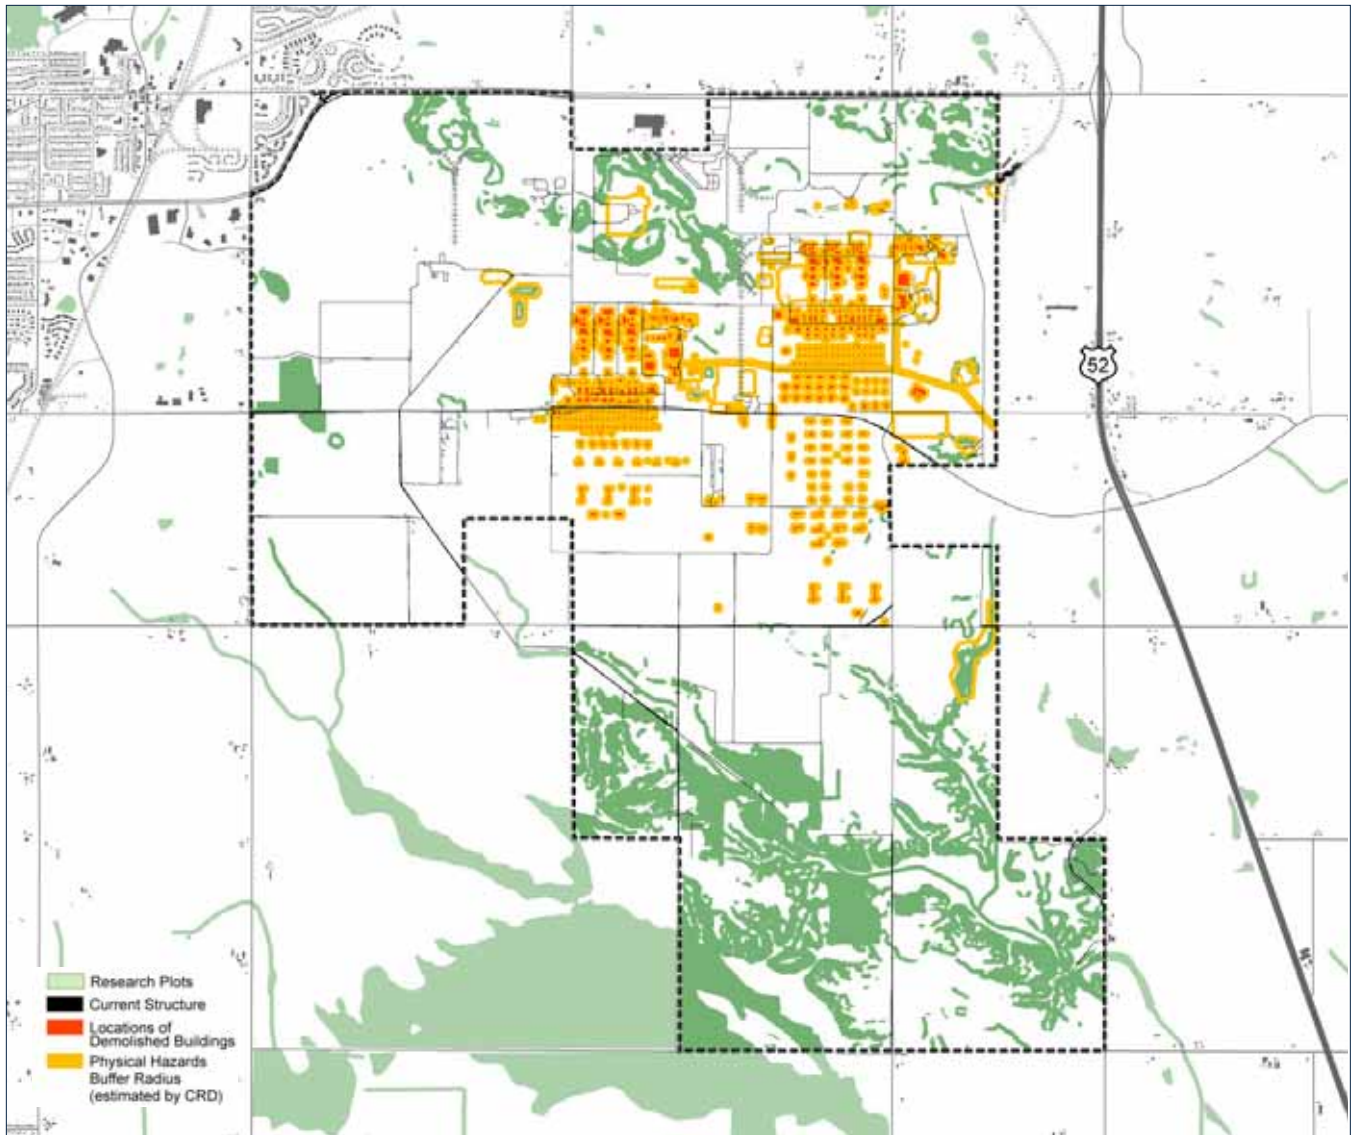 52
Research Plots
Current Structure
Locations of
Demolished Buildings
Physical Hazards
Buffer Radius
(estimated by CRD)